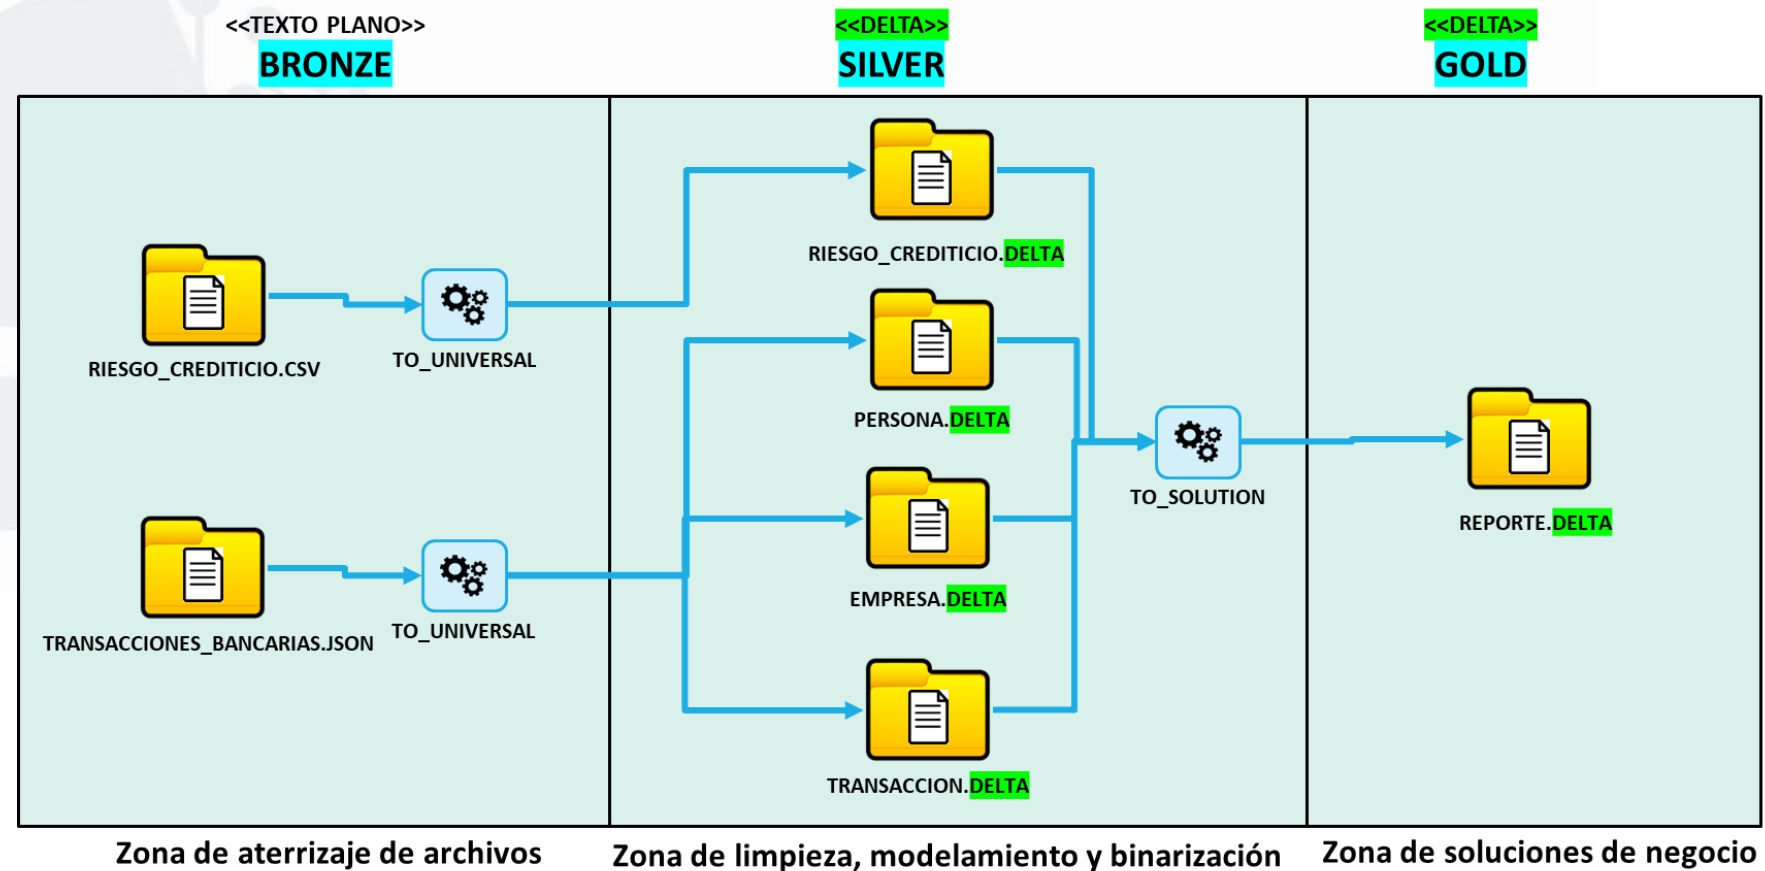 <<TEXTO PLANO>>
BRONZE
<<DELTA>>
SILVER
<<DELTA>>
GOLD
RIESGO_CREDITICIO.CSV
TO_UNIVERSAL
TRANSACCIONES_BANCARIAS.JSON
TO_UNIVERSAL
RIESGO_CREDITICIO.DELTA
PERSONA.DELTA
EMPRESA.DELTA
TRANSACCION.DELTA
TO_SOLUTION
REPORTE.DELTA
Zona de aterrizaje de archivos
Zona de limpieza, modelamiento y binarización
Zona de soluciones de negocio